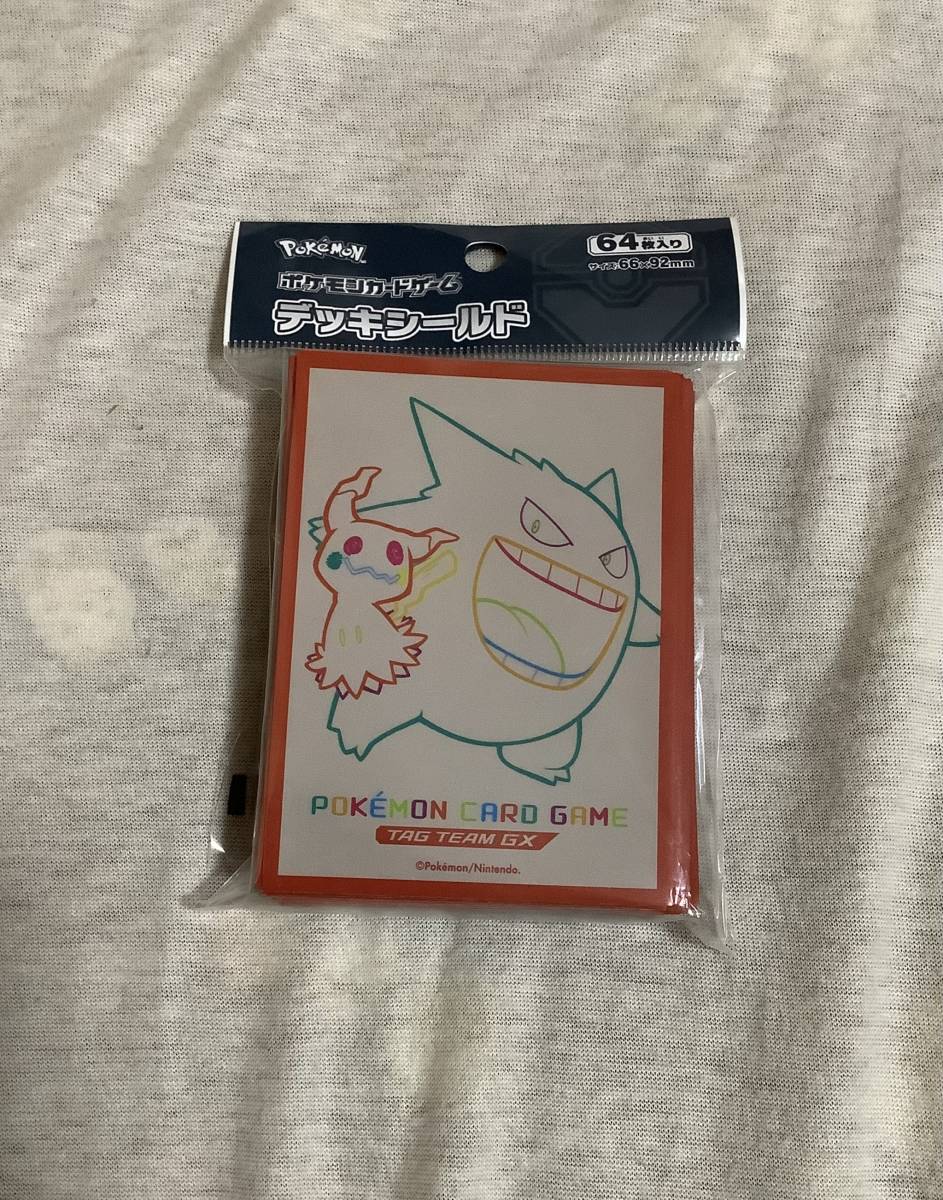 POKéMON
64枚入り
サイズ:66×92mm
ポケモンカードゲーム
デッキシールド
POKÉMON CARD GAME
TAG TEAM GX
©Pokémon/Nintendo.